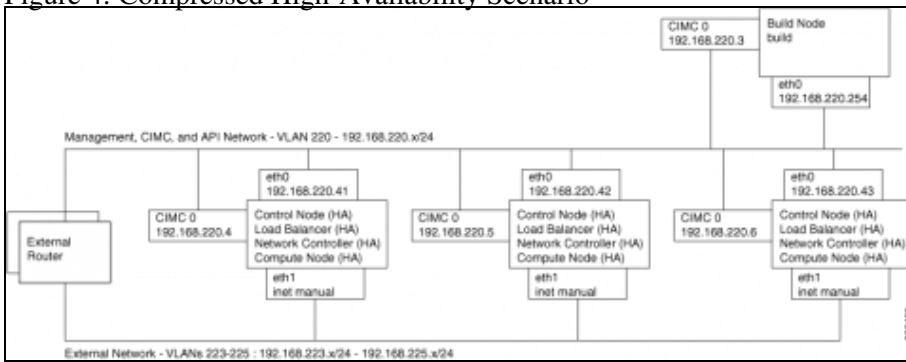 Figure 4: Compressed High-Availability Scenario
CIMC 0
192.168.220.3
Build Node
build
eth0
192.168.220.254
Management, CIMC, and API Network - VLAN 220 - 192.168.220.x/24
eth0
192.168.220.41
eth0
192.168.220.42
eth0
192.168.220.43
External
Router
CIMC 0
192.168.220.4
Control Node (HA)
Load Balancer (HA)
Network Controller (HA)
Compute Node (HA)
CIMC 0
192.168.220.5
Control Node (HA)
Load Balancer (HA)
Network Controller (HA)
Compute Node (HA)
CIMC 0
192.168.220.6
Control Node (HA)
Load Balancer (HA)
Network Controller (HA)
Compute Node (HA)
eth1
inet manual
eth1
inet manual
eth1
inet manual
External Network - VLANs 223-225 : 192.168.223.x/24 - 192.168.225.x/24